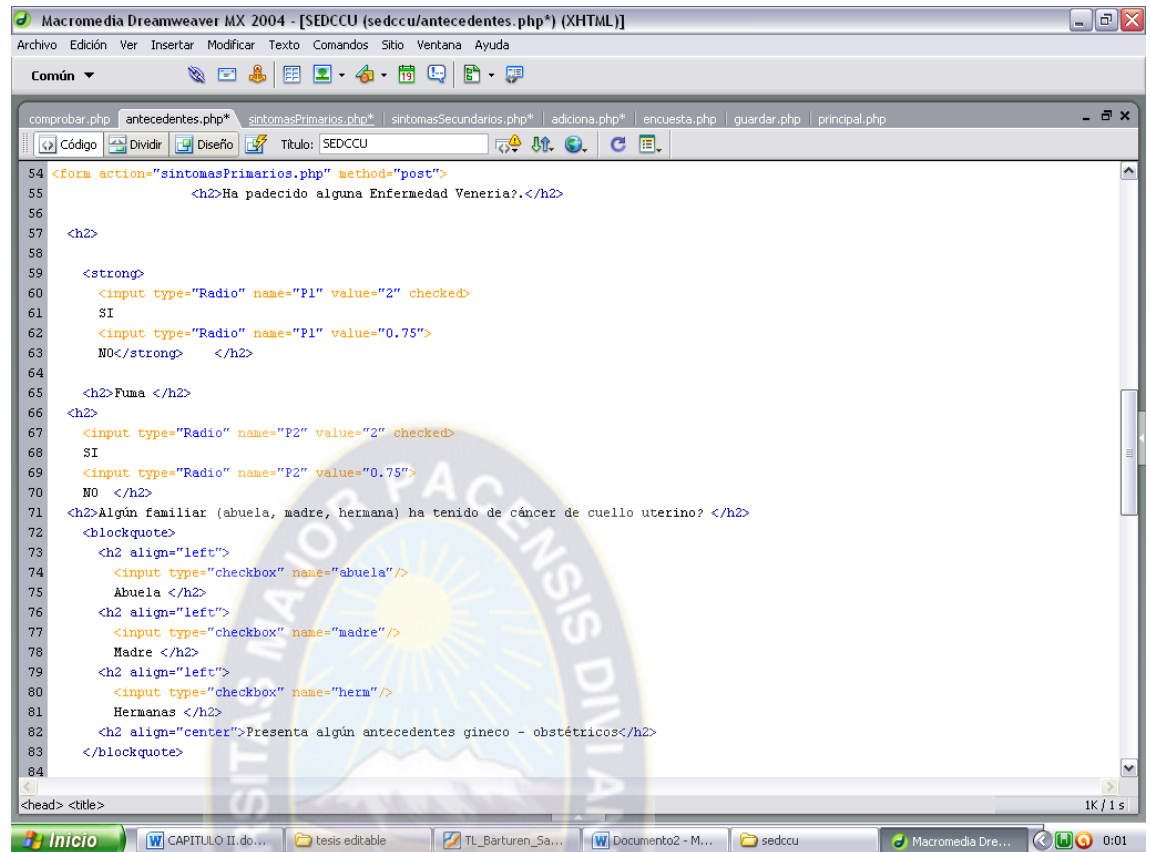 Macromedia Dreamweaver MX 2004 - [SEDCCU (sedccu/antecedentes.php*) (XHTML)]
Archivo Edición Ver Insertar Modificar Texto Comandos Sitio Ventana Ayuda
Común
comprobar.php antecedentes.php* sintomasPrimarios.php* sintomasSecundarios.php* adiciona.php* encuesta.php guardar.php principal.php
Código Dividir Diseño Título: SEDCCU
54 <form action="sintomasPrimarios.php" method="post">
55 <h2>Ha padecido alguna Enfermedad Veneria?.</h2>
56
57 <h2>
58
59 <strong>
60 <input type="Radio" name="P1" value="2" checked>
61 SI
62 <input type="Radio" name="P1" value="0.75">
63 NO</strong> </h2>
64
65 <h2>Fuma </h2>
66 <h2>
67 <input type="Radio" name="P2" value="2" checked>
68 SI
69 <input type="Radio" name="P2" value="0.75">
70 NO </h2>
71 <h2>Algún familiar (abuela, madre, hermana) ha tenido de cáncer de cuello uterino? </h2>
72 <blockquote>
73 <h2 align="left">
74 <input type="checkbox" name="abuela"/>
75 Abuela </h2>
76 <h2 align="left">
77 <input type="checkbox" name="madre"/>
78 Madre </h2>
79 <h2 align="left">
80 <input type="checkbox" name="herm"/>
81 Hermanas </h2>
82 <h2 align="center">Presenta algún antecedentes gineco - obstétricos</h2>
83 </blockquote>
84
<head> <title> 1K / 1 s
Inicio CAPITULO II.do... tesis editable TL_Barturen_Sa... Documento2 - M... sedccu Macromedia Dre... 0:01
SITAS MAJOR PACENSIS DIVI AN